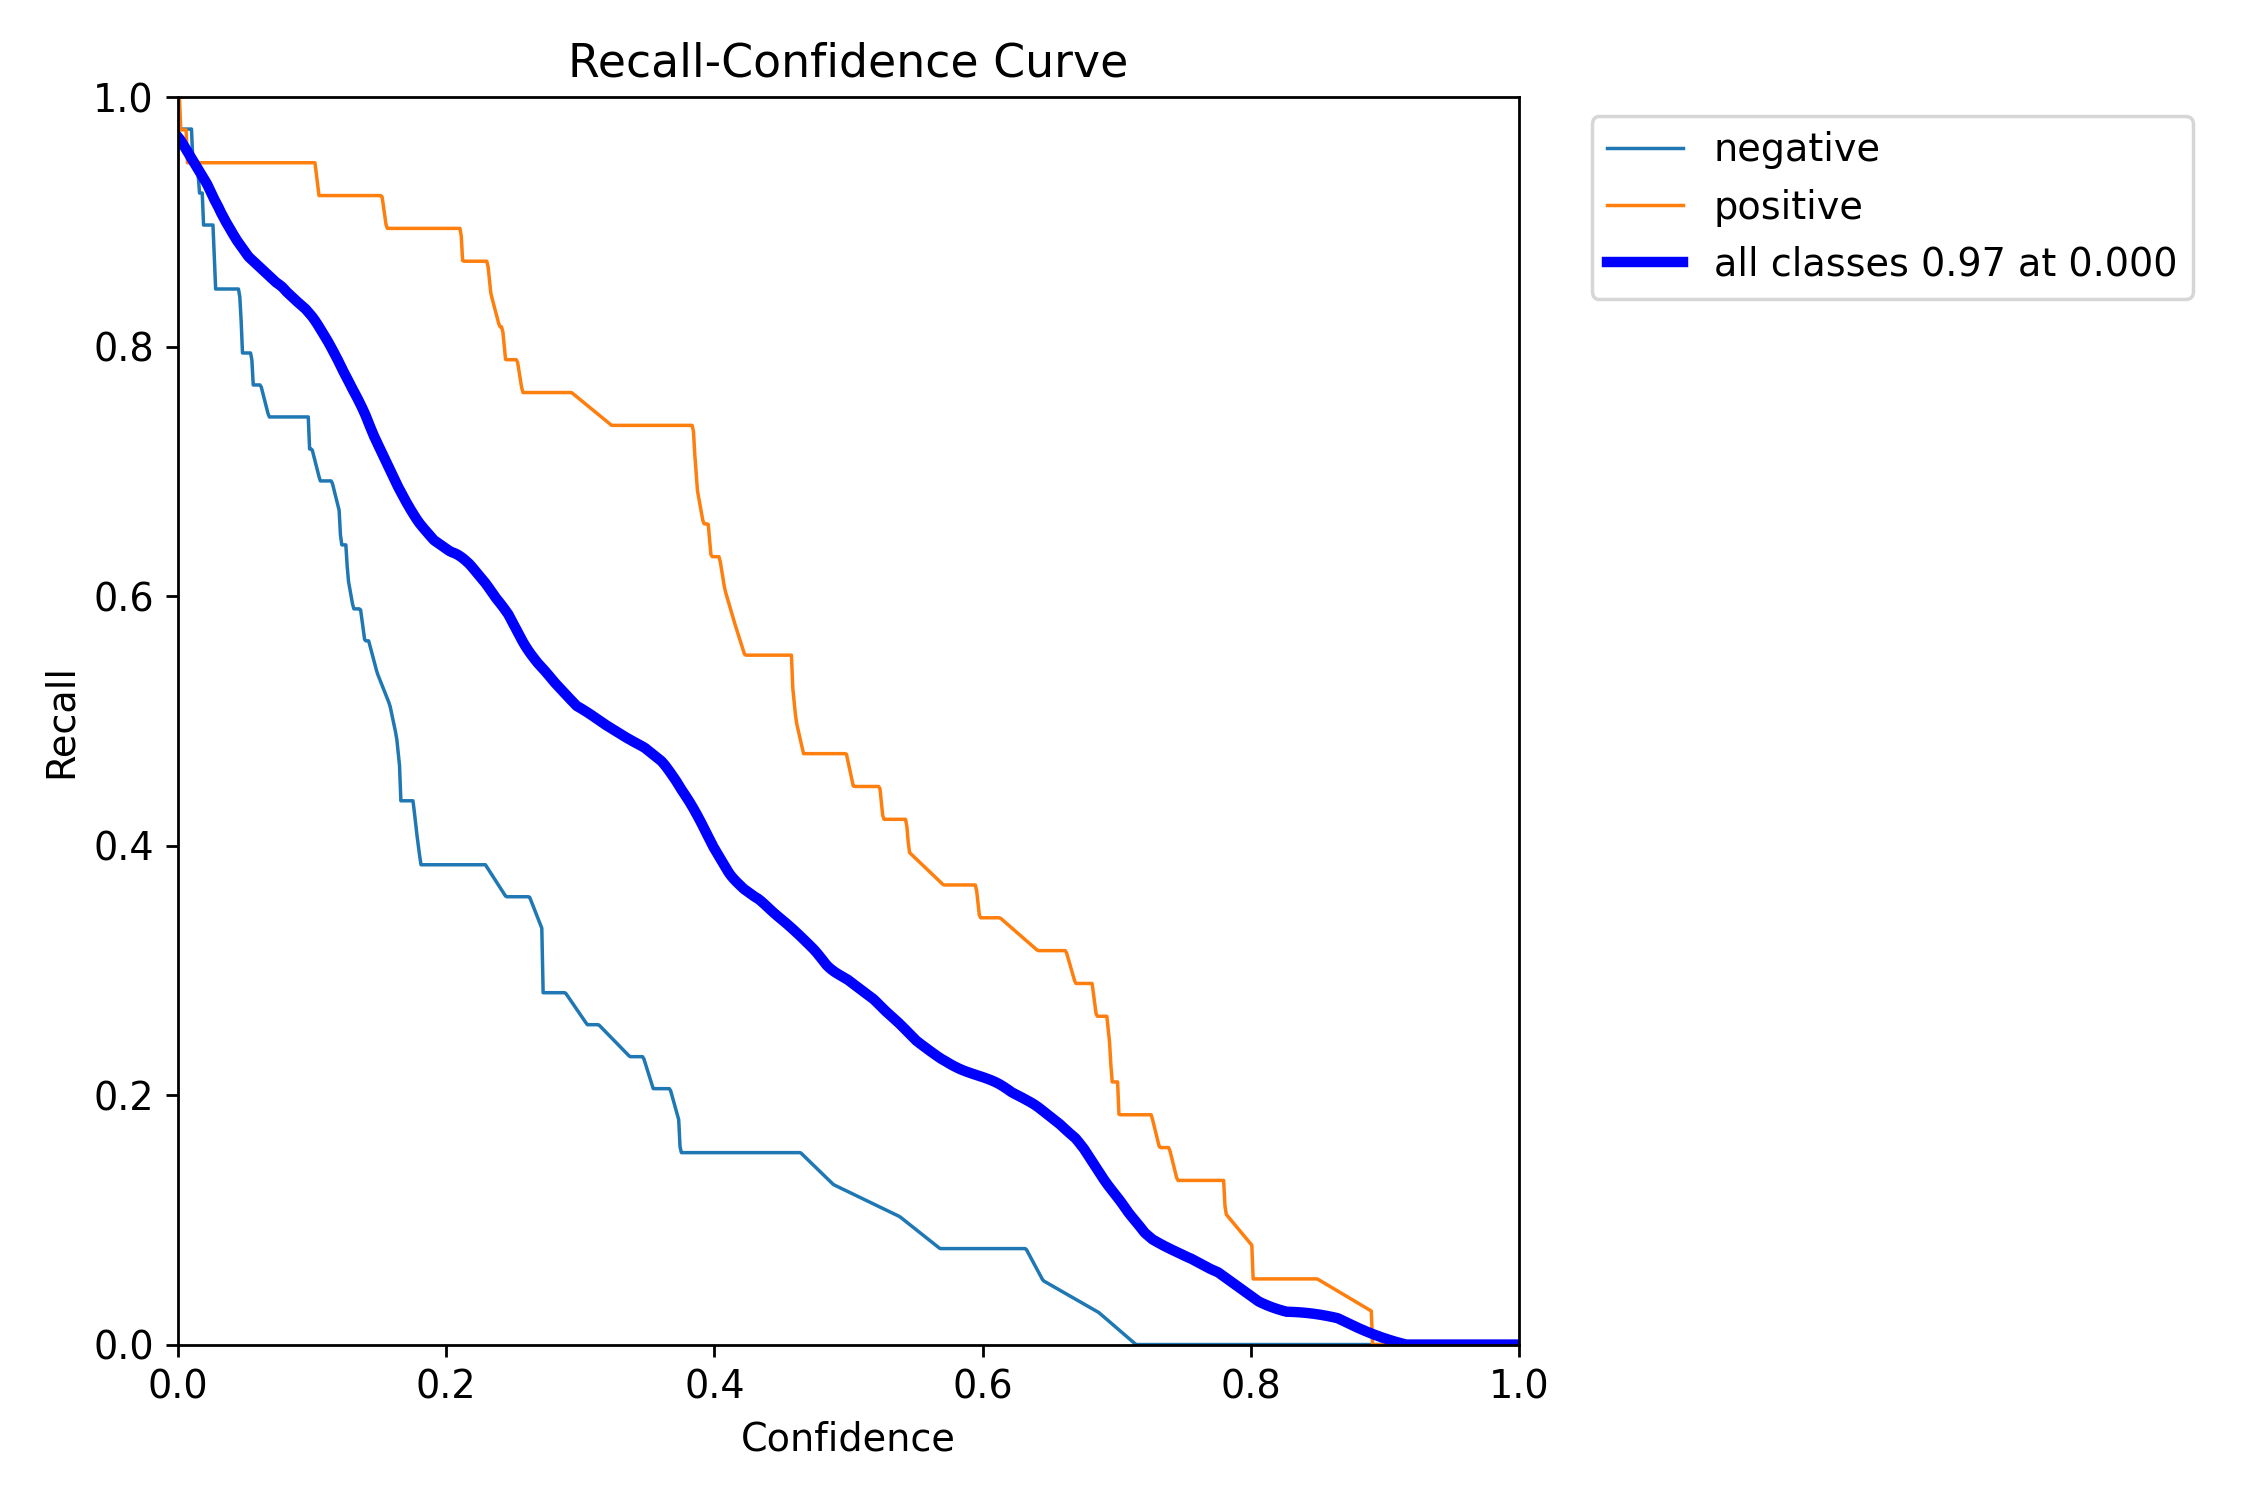 Recall-Confidence Curve
1.0
0.8
0.6
0.4
0.2
0.0
Recall
0.0 0.2 0.4 0.6 0.8 1.0
Confidence
negative
positive
all classes 0.97 at 0.000